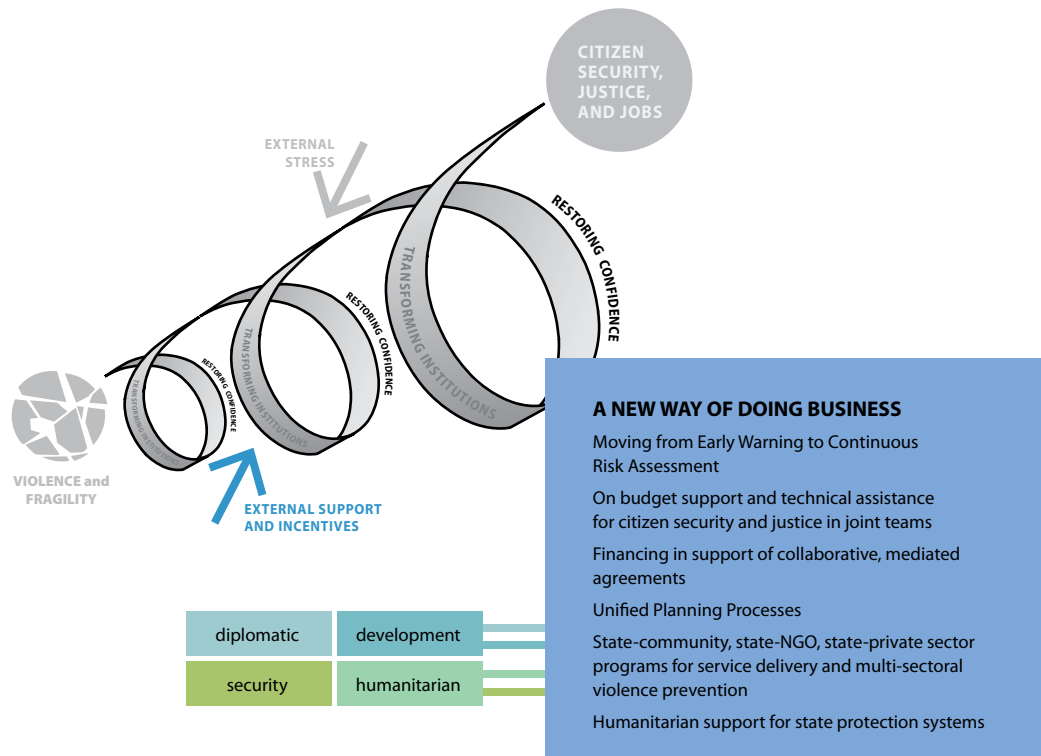 CITIZEN
SECURITY,
JUSTICE,
AND JOBS
EXTERNAL
STRESS
RESTORING CONFIDENCE
TRANSFORMING INSTITUTIONS
RESTORING CONFIDENCE
TRANSFORMING INSTITUTIONS
RESTORING CONFIDENCE
TRANSFORMING INSTITUTIONS
VIOLENCE and
FRAGILITY
EXTERNAL SUPPORT
AND INCENTIVES
diplomatic
development
security
humanitarian
A NEW WAY OF DOING BUSINESS
Moving from Early Warning to Continuous
Risk Assessment
On budget support and technical assistance
for citizen security and justice in joint teams
Financing in support of collaborative, mediated
agreements
Unified Planning Processes
State-community, state-NGO, state-private sector
programs for service delivery and multi-sectoral
violence prevention
Humanitarian support for state protection systems